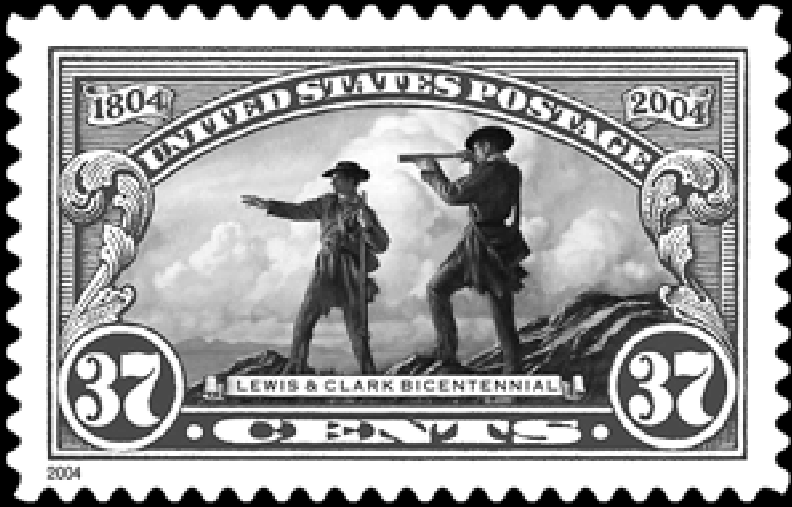 1804
UNITED STATES POSTAGE
2004
37
LEWIS & CLARK BICENTENNIAL
37
• CENTS •
2004